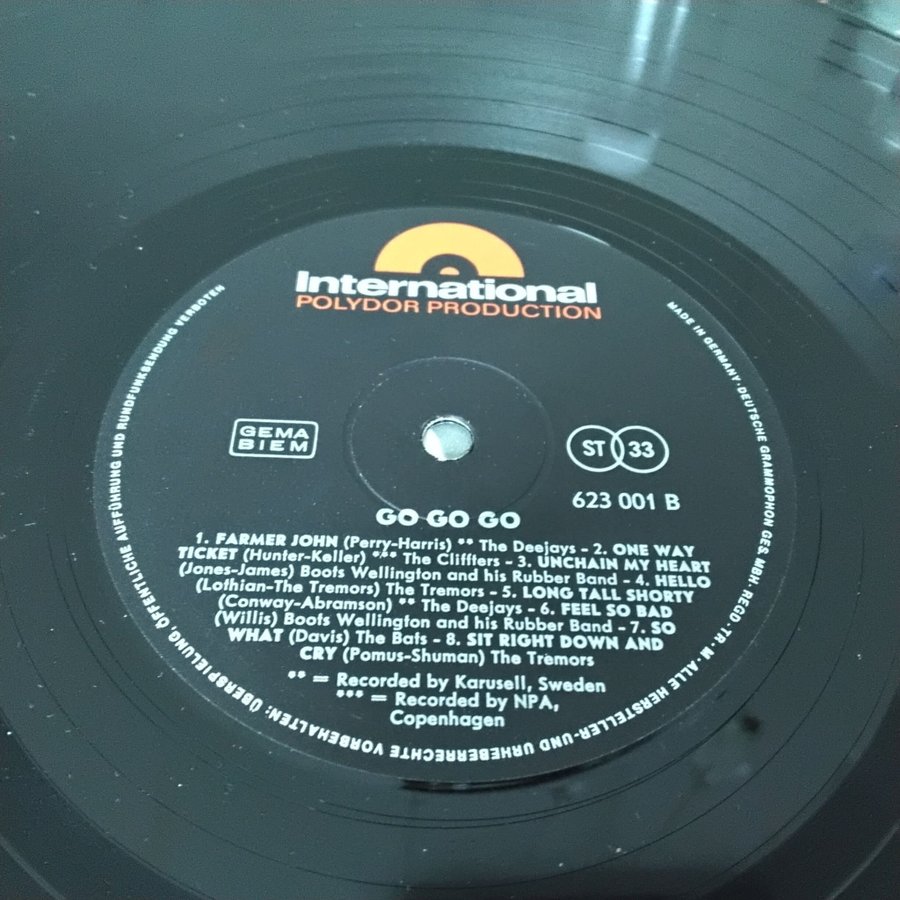 International
POLYDOR PRODUCTION
GEMA
BIEM
ST 33
623 001 B
GO GO GO
1. FARMER JOHN (Perry-Harris) ** The Deejays - 2. ONE WAY
TICKET (Hunter-Keller) *** The Cliffters - 3. UNCHAIN MY HEART
(Jones-James) Boots Wellington and his Rubber Band - 4. HELLO
(Lothian-The Tremors) The Tremors - 5. LONG TALL SHORTY
(Conway-Abramson) ** The Deejays - 6. FEEL SO BAD
(Willis) Boots Wellington and his Rubber Band - 7. SO
WHAT (Davis) The Bats - 8. SIT RIGHT DOWN AND
CRY (Pomus-Shuman) The Tremors
** = Recorded by Karusell, Sweden
*** = Recorded by NPA,
Copenhagen
MADE IN GERMANY · DEUTSCHE GRAMMOPHON GES. MBH. REGD · TR · M · ALLE HERSTELLER- UND URHEBERRECHTE VORBEHALTEN: ÜBERSPIELUNG, ÖFFENTLICHE AUFFÜHRUNG UND RUNDFUNKSENDUNG VERBOTEN